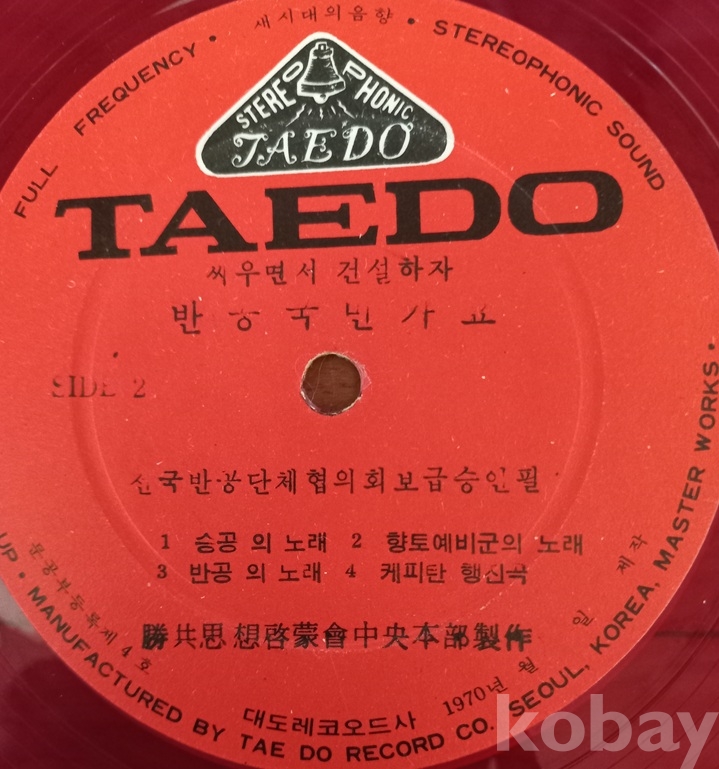 새시대의음향
FULL FREQUENCY • • STEREOPHONIC SOUND
STEREO PHONIC
TAEDO
TAEDO
씨우면서 건설하자
반공국민가요
SIDE 2
전국반공단체협의회보급승인필
1 승공의 노래 2 향토예비군의 노래
3 반공의 노래 4 케피탄 행진곡
勝共思想啓蒙會中央本部製作
문공부등록제4호
대도레코오드사 1970년 월 일 제작
UP • MANUFACTURED BY TAE DO RECORD CO. SEOUL, KOREA, MASTER WORKS •
kobay